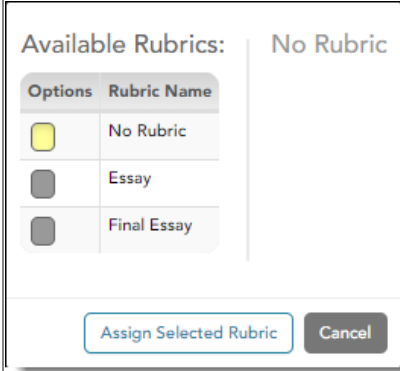 Available Rubrics:
No Rubric
Options Rubric Name
No Rubric
Essay
Final Essay
Assign Selected Rubric
Cancel